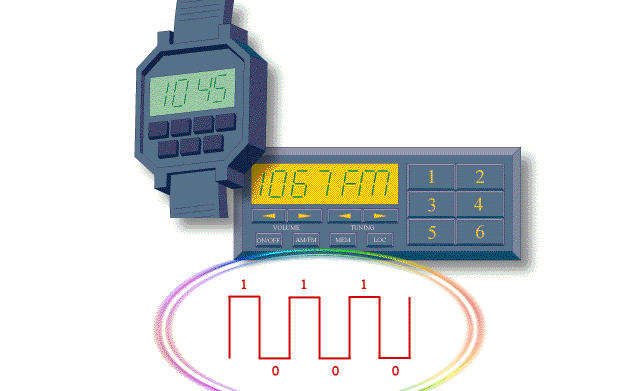 10 45
1067 FM
VOLUME TUNING
ON/OFF AM/FM MEM LOC
1 2
3 4
5 6
1 1 1
0 0 0